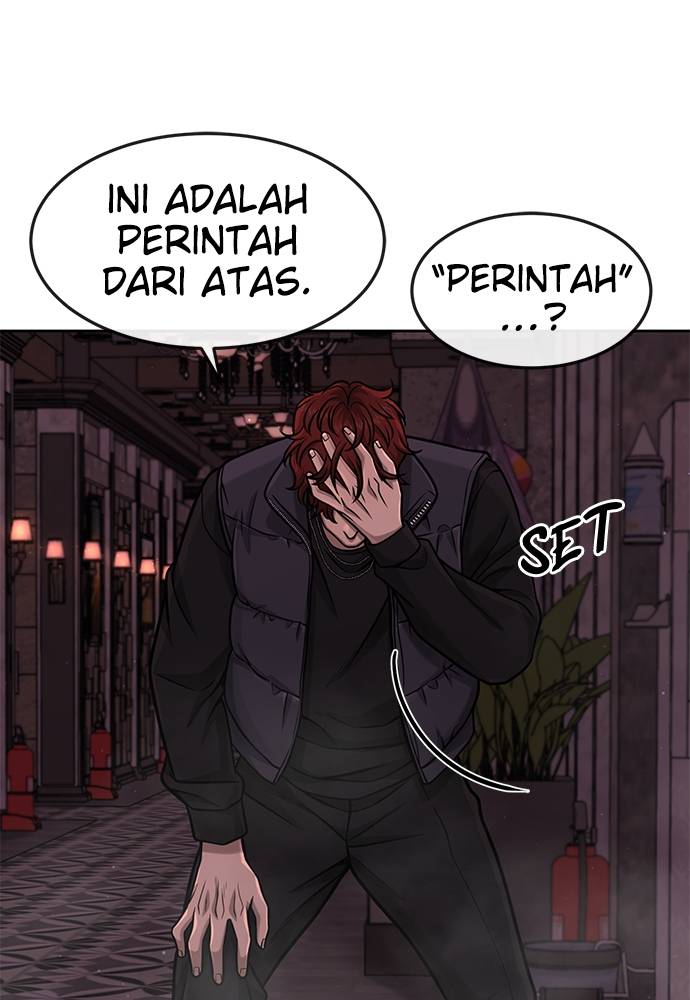 INI ADALAH
PERINTAH
DARI ATAS.
"PERINTAH"
...?
SET